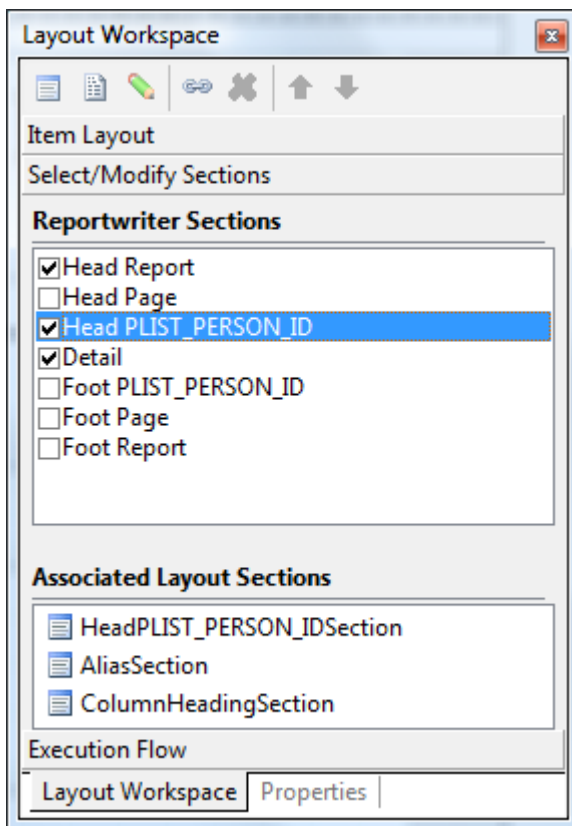 Layout Workspace
Item Layout
Select/Modify Sections
Reportwriter Sections
Head Report
Head Page
Head PLIST_PERSON_ID
Detail
Foot PLIST_PERSON_ID
Foot Page
Foot Report
Associated Layout Sections
HeadPLIST_PERSON_IDSection
AliasSection
ColumnHeadingSection
Execution Flow
Layout Workspace Properties